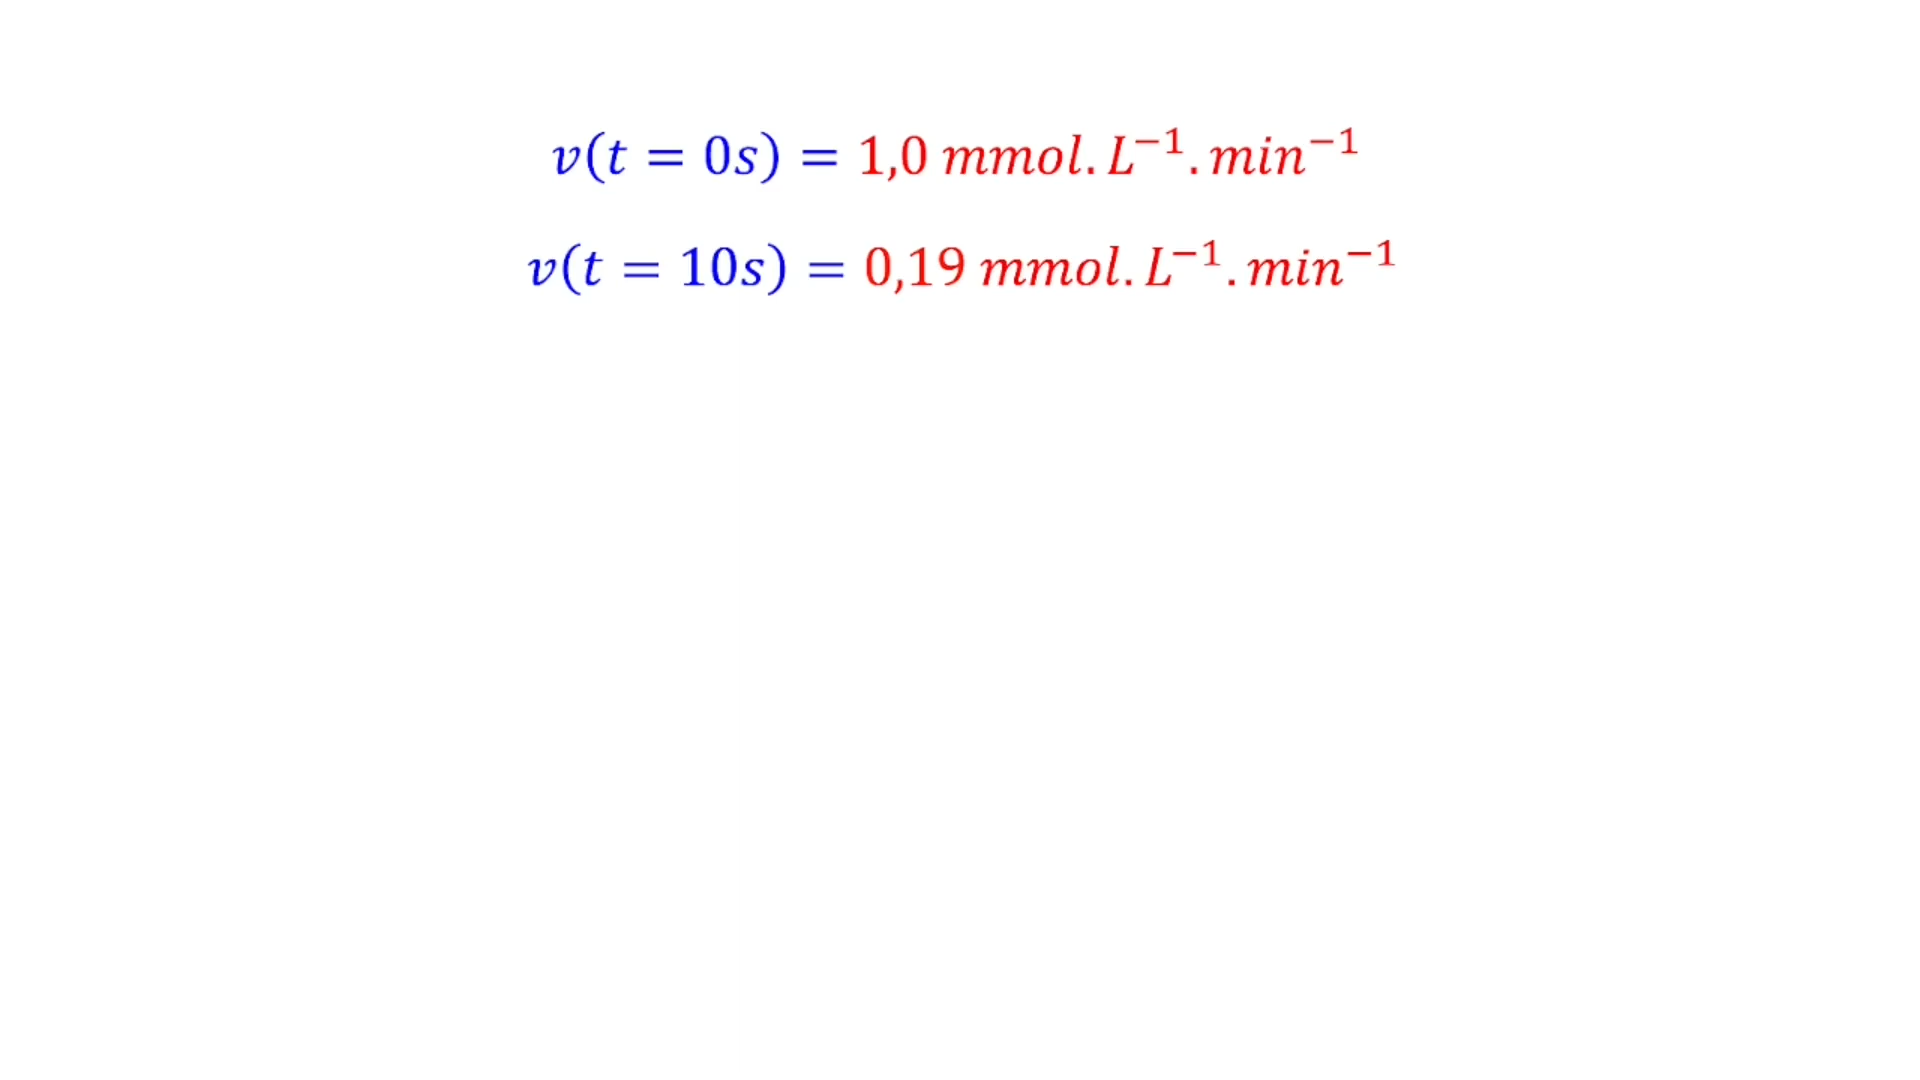 v(t = 0s) = 1,0 mmol. L⁻¹. min⁻¹
v(t = 10s) = 0,19 mmol. L⁻¹. min⁻¹